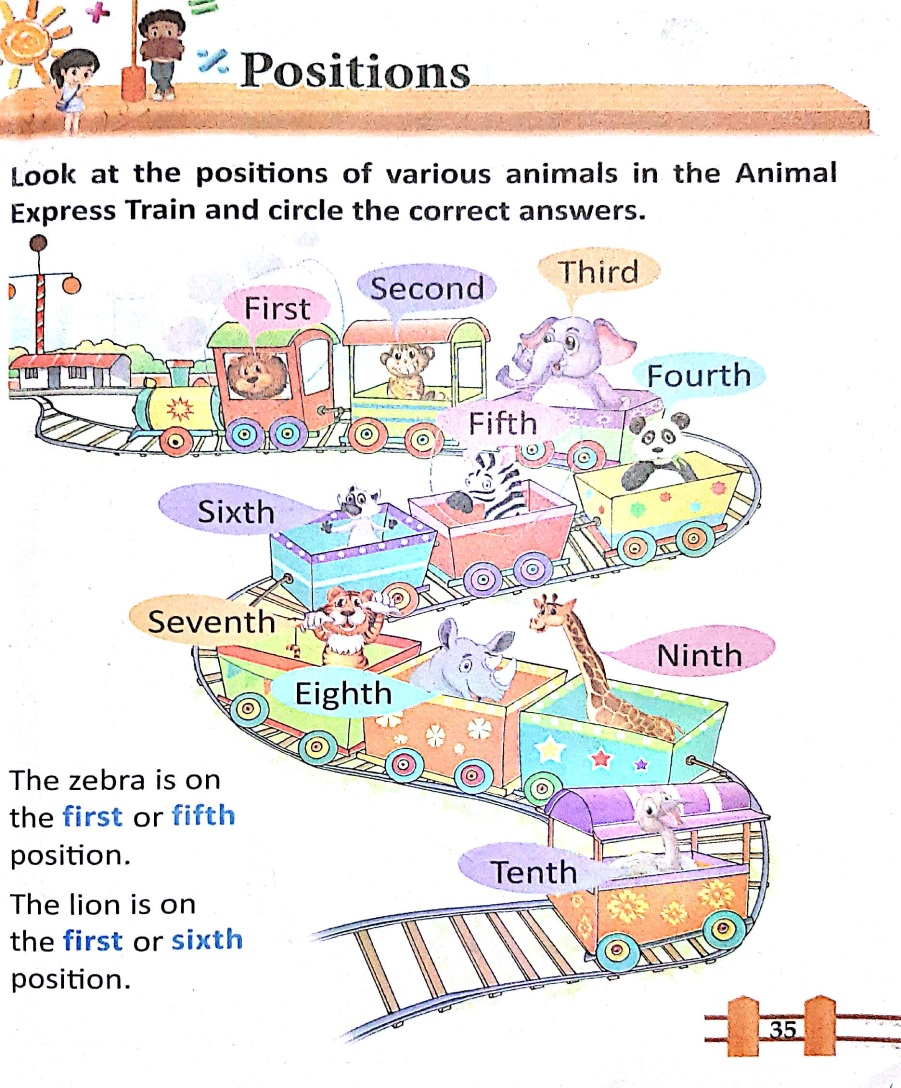 Positions
Look at the positions of various animals in the Animal
Express Train and circle the correct answers.
First
Second
Third
Fourth
Fifth
Sixth
Seventh
Eighth
Ninth
Tenth
The zebra is on
the first or fifth
position.
The lion is on
the first or sixth
position.
35